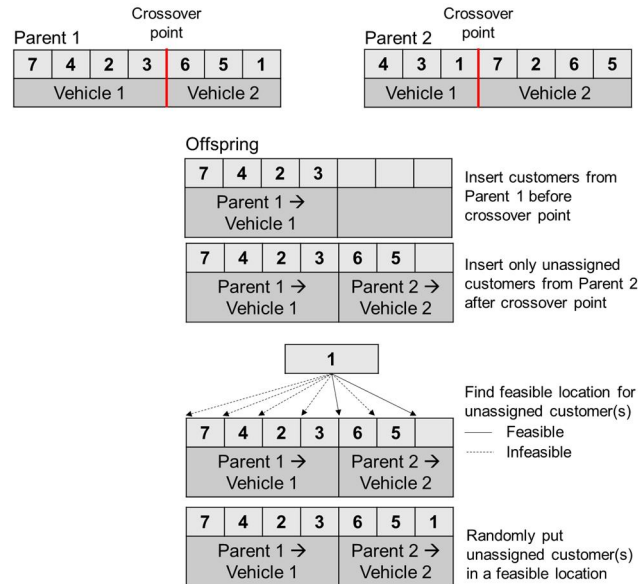 Parent 1
Crossover
point
7 4 2 3 6 5 1
Vehicle 1 Vehicle 2
Parent 2
Crossover
point
4 3 1 7 2 6 5
Vehicle 1 Vehicle 2
Offspring
7 4 2 3
Parent 1 →
Vehicle 1
Insert customers from
Parent 1 before
crossover point
7 4 2 3 6 5
Parent 1 → Parent 2 →
Vehicle 1 Vehicle 2
Insert only unassigned
customers from Parent 2
after crossover point
1
Find feasible location for
unassigned customer(s)
Feasible
Infeasible
7 4 2 3 6 5
Parent 1 → Parent 2 →
Vehicle 1 Vehicle 2
7 4 2 3 6 5 1
Parent 1 → Parent 2 →
Vehicle 1 Vehicle 2
Randomly put
unassigned customer(s)
in a feasible location